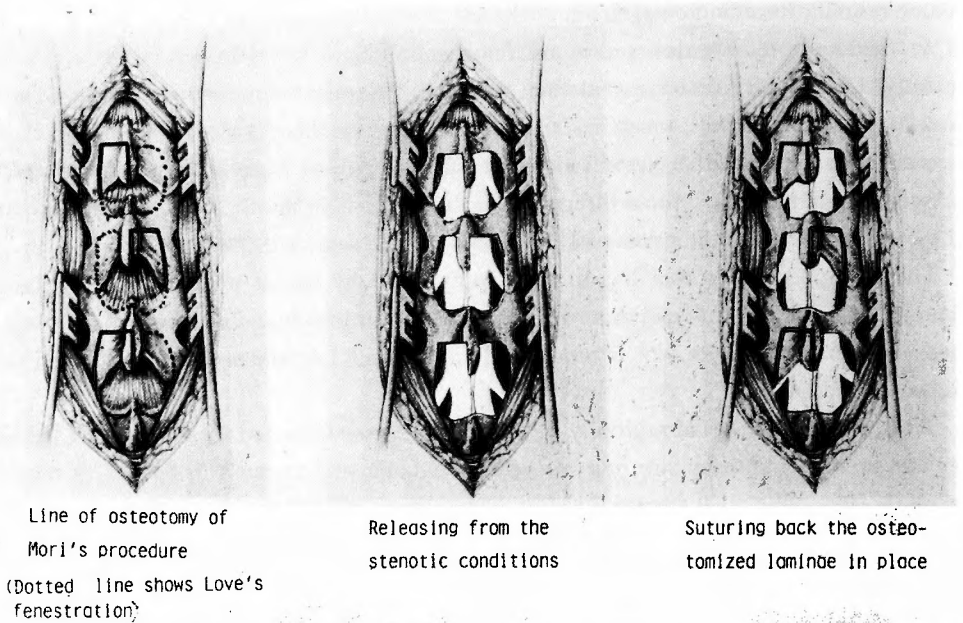 Line of osteotomy of
Mori's procedure
(Dotted line shows Love's
fenestration)
Releasing from the
stenotic conditions
Suturing back the osteo-
tomized laminae in place